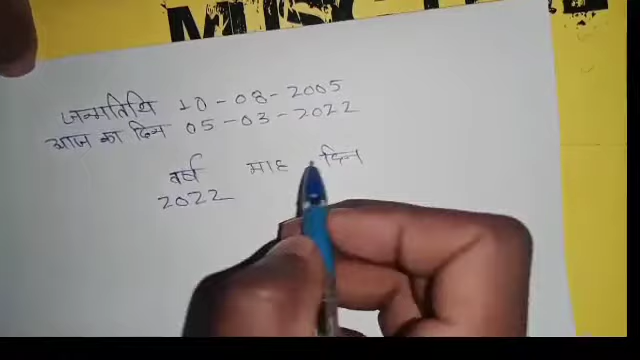 जन्मतिथि 10-08-2005
आज का दिन 05-03-2022
वर्ष माह दिन
2022